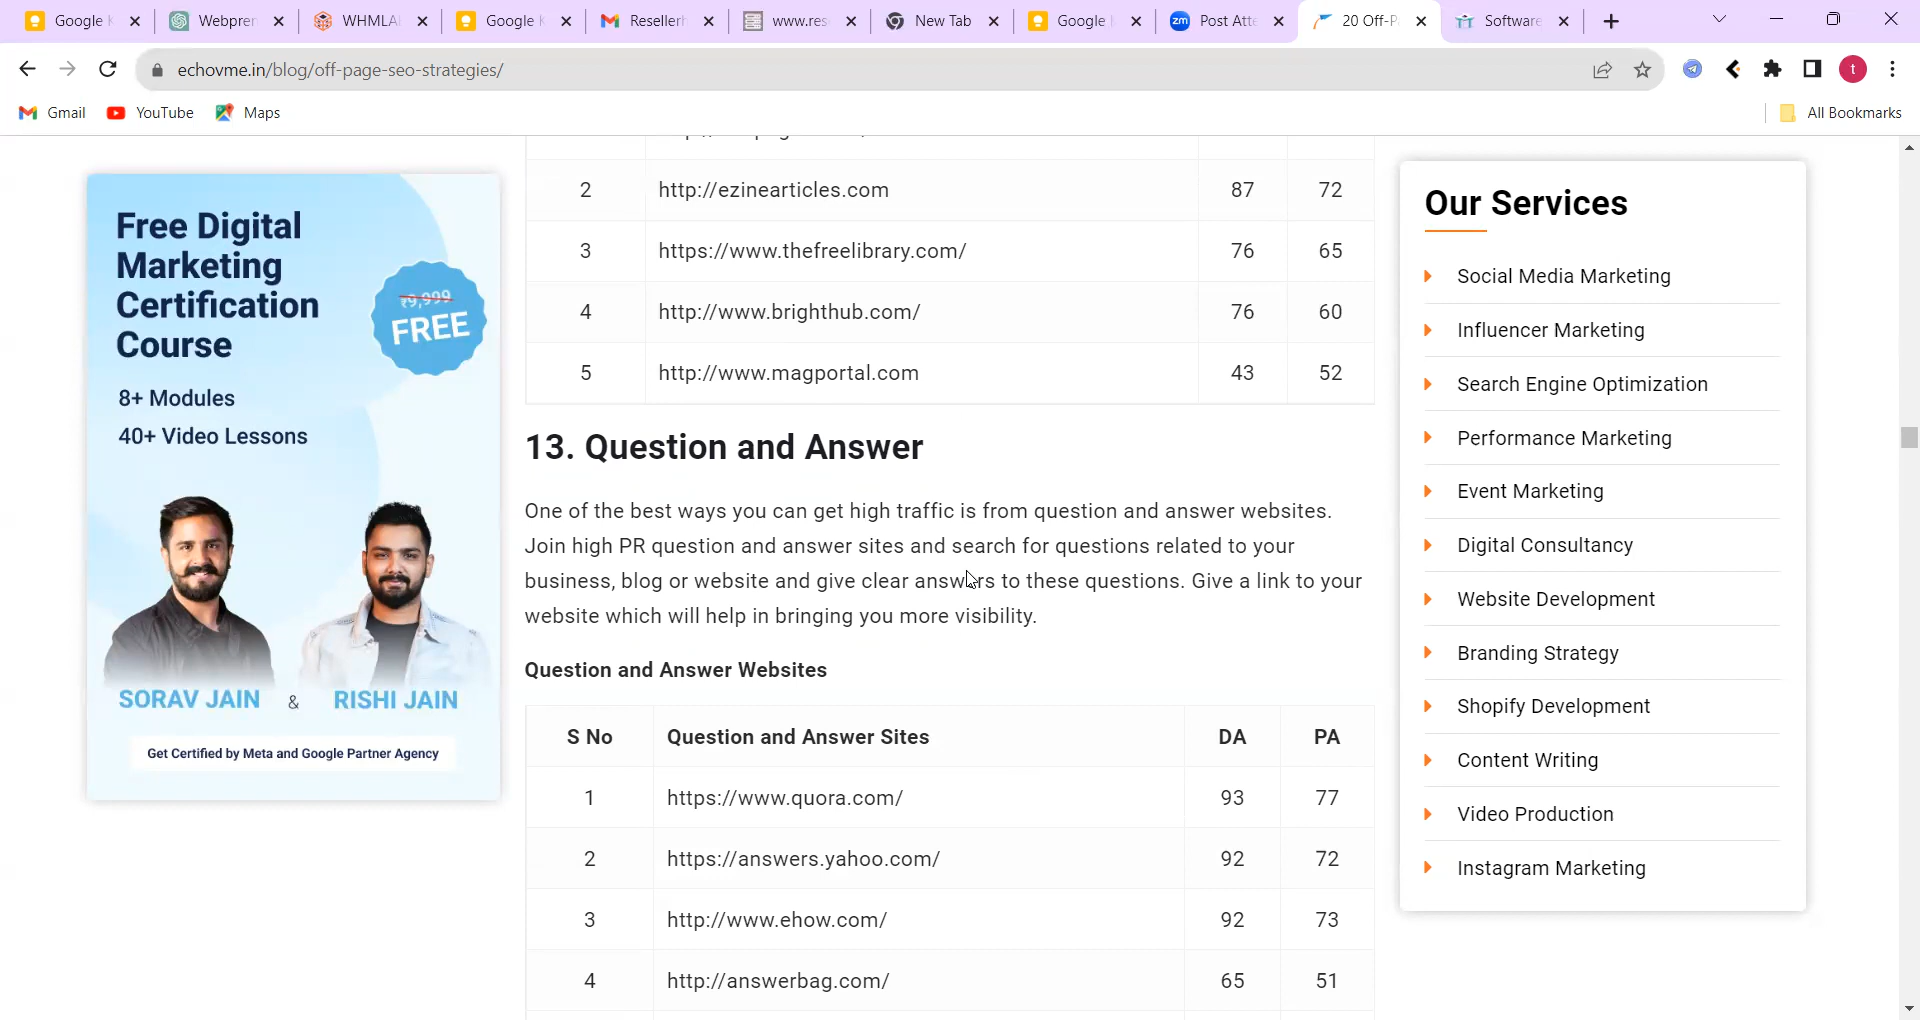 Google K
Webpren
WHMLA
Google K
Resellerh
www.res
New Tab
Google
Post Atte
20 Off-P
Software
echovme.in/blog/off-page-seo-strategies/
t
Gmail
YouTube
Maps
All Bookmarks
Free Digital
Marketing
Certification
Course
₹9,999
FREE
8+ Modules
40+ Video Lessons
SORAV JAIN & RISHI JAIN
Get Certified by Meta and Google Partner Agency
2 http://ezinearticles.com 87 72
3 https://www.thefreelibrary.com/ 76 65
4 http://www.brighthub.com/ 76 60
5 http://www.magportal.com 43 52
13. Question and Answer
One of the best ways you can get high traffic is from question and answer websites.
Join high PR question and answer sites and search for questions related to your
business, blog or website and give clear answers to these questions. Give a link to your
website which will help in bringing you more visibility.
Question and Answer Websites
S No Question and Answer Sites DA PA
1 https://www.quora.com/ 93 77
2 https://answers.yahoo.com/ 92 72
3 http://www.ehow.com/ 92 73
4 http://answerbag.com/ 65 51
Our Services
Social Media Marketing
Influencer Marketing
Search Engine Optimization
Performance Marketing
Event Marketing
Digital Consultancy
Website Development
Branding Strategy
Shopify Development
Content Writing
Video Production
Instagram Marketing